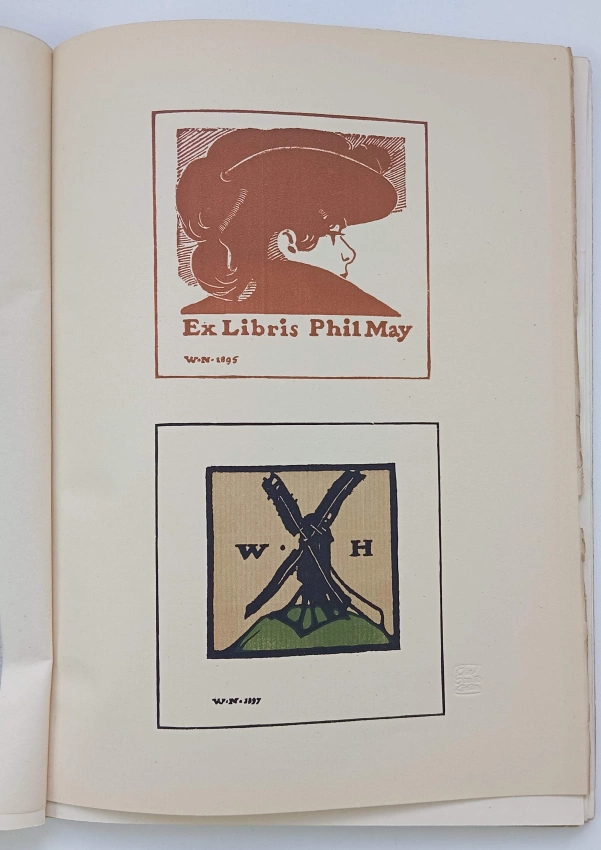 Ex Libris Phil May
W·N·1895
W · H
W·N·1897